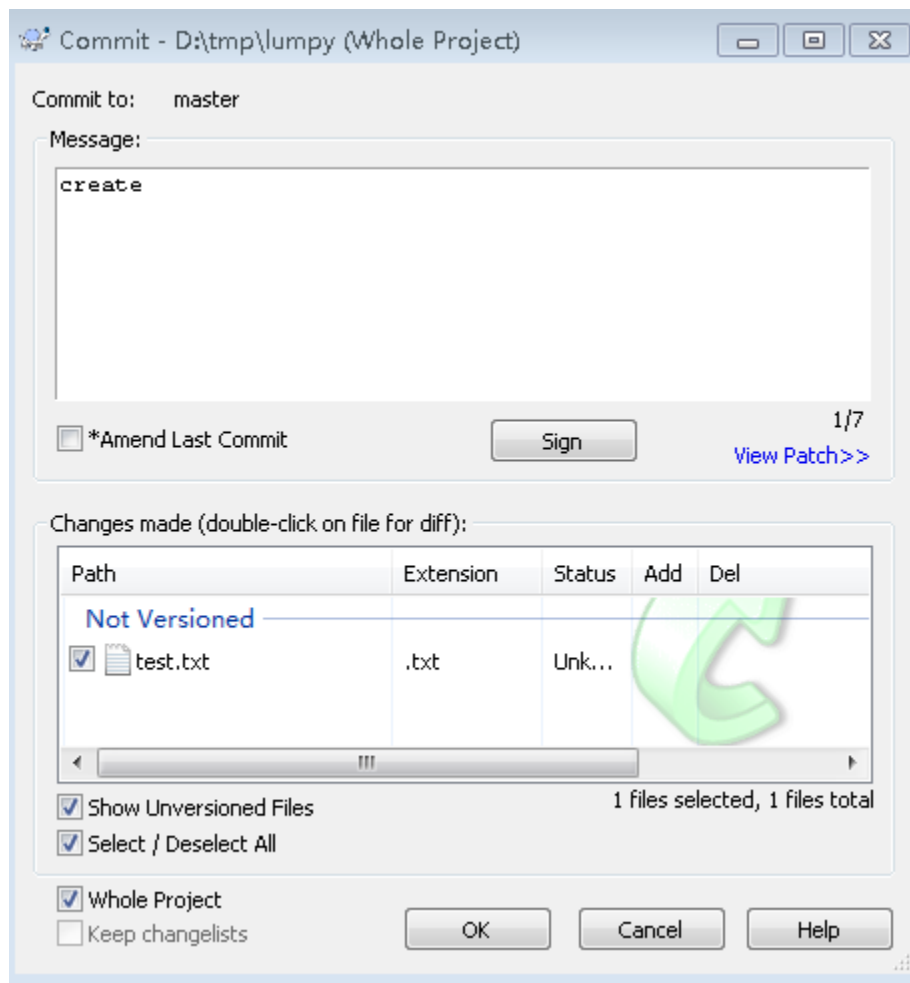 Commit - D:\tmp\lumpy (Whole Project)
Commit to: master
Message:
create
*Amend Last Commit
Sign
1/7
View Patch>>
Changes made (double-click on file for diff):
Path Extension Status Add Del
Not Versioned
test.txt .txt Unk...
Show Unversioned Files
1 files selected, 1 files total
Select / Deselect All
Whole Project
Keep changelists
OK Cancel Help